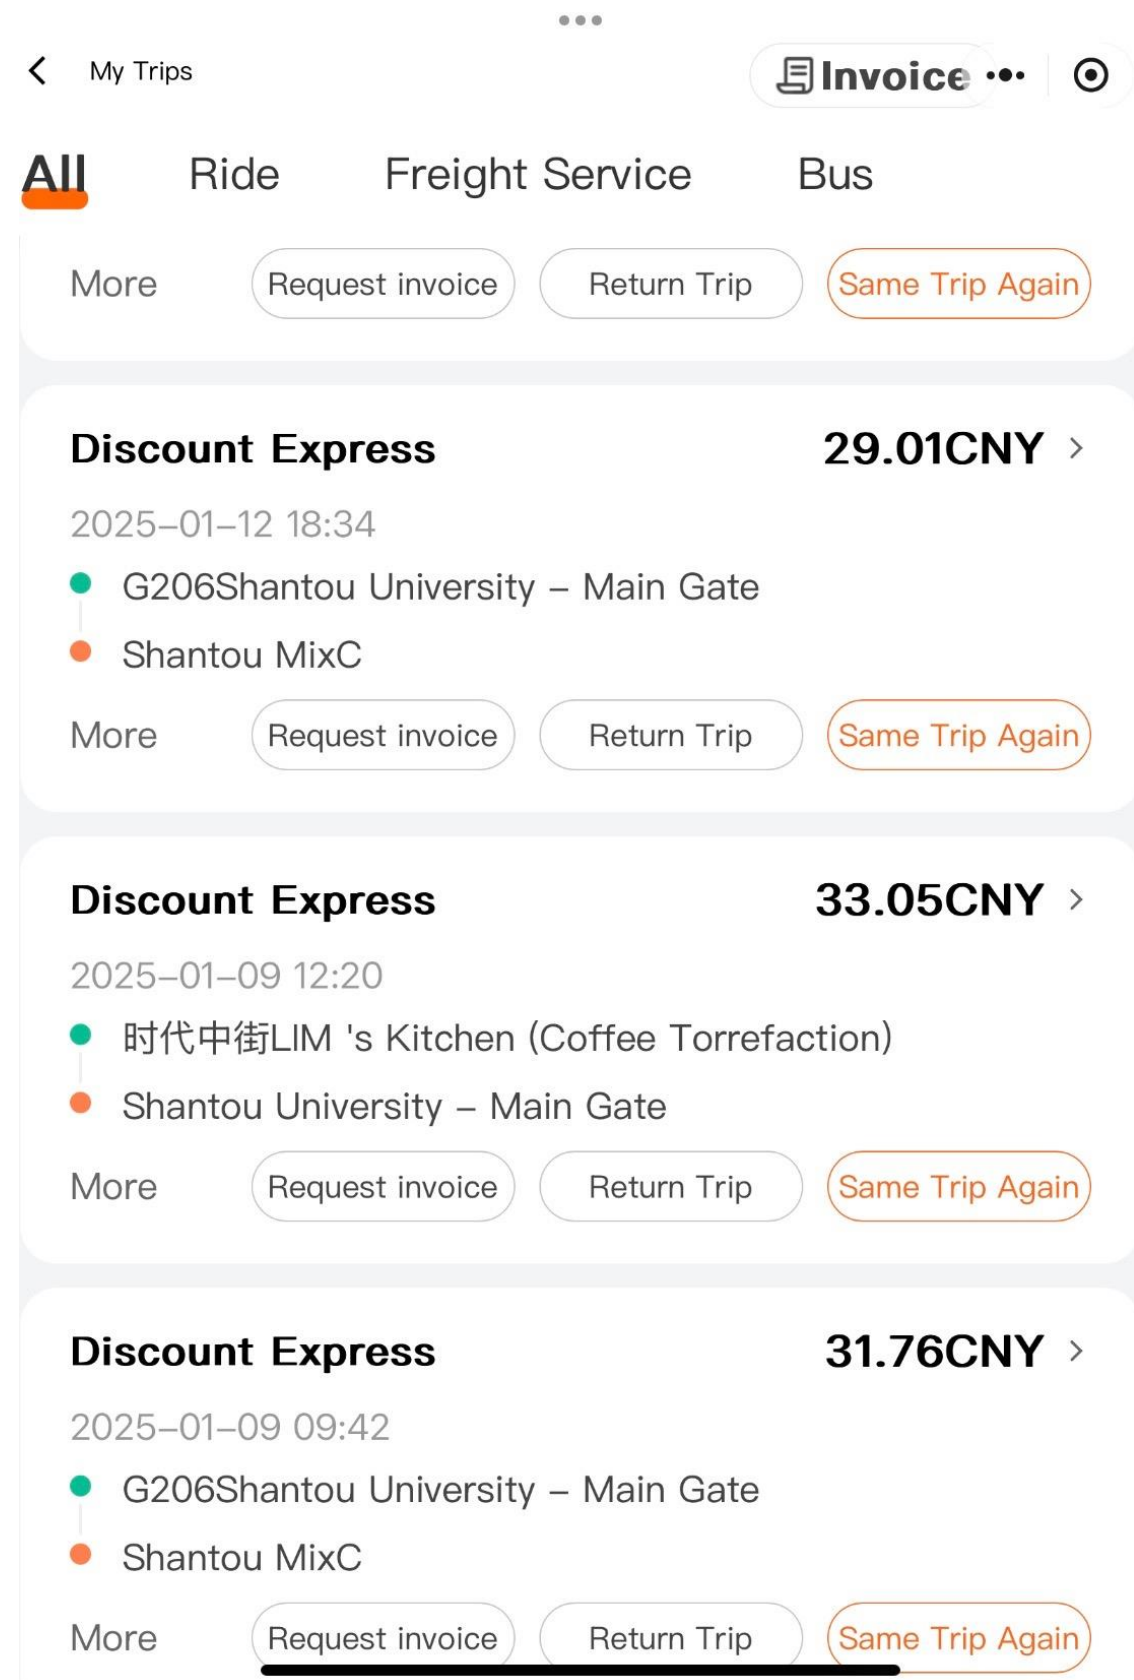 My Trips
Invoice
All Ride Freight Service Bus
More Request invoice Return Trip Same Trip Again
Discount Express 29.01CNY
2025-01-12 18:34
G206Shantou University - Main Gate
Shantou MixC
More Request invoice Return Trip Same Trip Again
Discount Express 33.05CNY
2025-01-09 12:20
时代中街LIM 's Kitchen (Coffee Torrefaction)
Shantou University - Main Gate
More Request invoice Return Trip Same Trip Again
Discount Express 31.76CNY
2025-01-09 09:42
G206Shantou University - Main Gate
Shantou MixC
More Request invoice Return Trip Same Trip Again